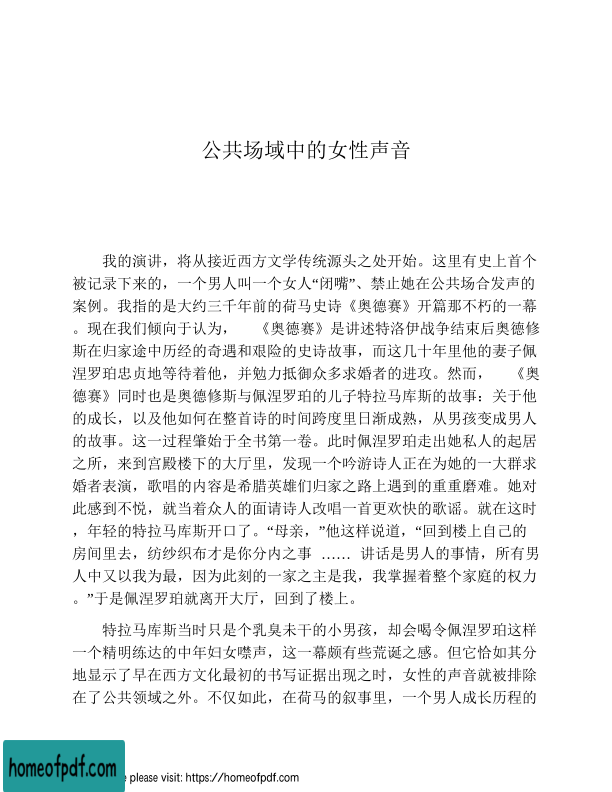 公共场域中的女性声音
我的演讲，将从接近西方文学传统源头之处开始。这里有史上首个
被记录下来的，一个男人叫一个女人“闭嘴”、禁止她在公共场合发声的
案例。我指的是大约三千年前的荷马史诗《奥德赛》开篇那不朽的一幕
。现在我们倾向于认为， 《奥德赛》是讲述特洛伊战争结束后奥德修
斯在归家途中历经的奇遇和艰险的史诗故事，而这几十年里他的妻子佩
涅罗珀忠贞地等待着他，并勉力抵御众多求婚者的进攻。然而， 《奥
德赛》同时也是奥德修斯与佩涅罗珀的儿子特拉马库斯的故事：关于他
的成长，以及他如何在整首诗的时间跨度里日渐成熟，从男孩变成男人
的故事。这一过程肇始于全书第一卷。此时佩涅罗珀走出她私人的起居
之所，来到宫殿楼下的大厅里，发现一个吟游诗人正在为她的一大群求
婚者表演，歌唱的内容是希腊英雄们归家之路上遇到的重重磨难。她对
此感到不悦，就当着众人的面请诗人改唱一首更欢快的歌谣。就在这时
，年轻的特拉马库斯开口了。“母亲，”他这样说道，“回到楼上自己的
房间里去，纺纱织布才是你分内之事 …… 讲话是男人的事情，所有男
人中又以我为最，因为此刻的一家之主是我，我掌握着整个家庭的权力
。”于是佩涅罗珀就离开大厅，回到了楼上。
特拉马库斯当时只是个乳臭未干的小男孩，却会喝令佩涅罗珀这样
一个精明练达的中年妇女噤声，这一幕颇有些荒诞之感。但它恰如其分
地显示了早在西方文化最初的书写证据出现之时，女性的声音就被排除
在了公共领域之外。不仅如此，在荷马的叙事里，一个男人成长历程的
homeofpdf.com
e please visit: https://homeofpdf.com